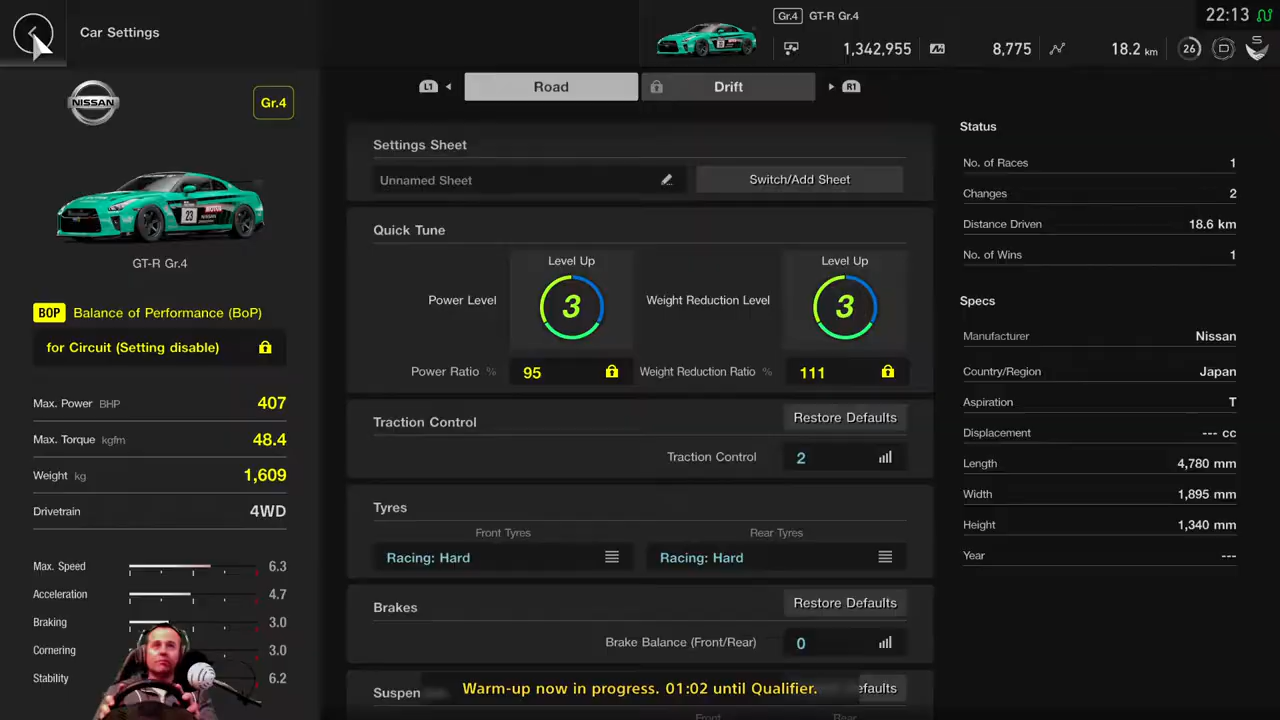 Car Settings
Gr.4 GT-R Gr.4
22:13
1,342,955
8,775
18.2 km
26
S
NISSAN
Gr.4
23
GT-R Gr.4
BOP Balance of Performance (BoP)
for Circuit (Setting disable)
Max. Power BHP 407
Max. Torque kgfm 48.4
Weight kg 1,609
Drivetrain 4WD
Max. Speed 6.3
Acceleration 4.7
Braking 3.0
Cornering 3.0
Stability 6.2
L1 Road Drift R1
Settings Sheet
Unnamed Sheet Switch/Add Sheet
Quick Tune
Level Up Level Up
Power Level 3 Weight Reduction Level 3
Power Ratio % 95 Weight Reduction Ratio % 111
Traction Control Restore Defaults
Traction Control 2
Tyres
Front Tyres Rear Tyres
Racing: Hard Racing: Hard
Brakes Restore Defaults
Brake Balance (Front/Rear) 0
Warm-up now in progress. 01:02 until Qualifier.
Suspen efaults
Front Rear
Status
No. of Races 1
Changes 2
Distance Driven 18.6 km
No. of Wins 1
Specs
Manufacturer Nissan
Country/Region Japan
Aspiration T
Displacement --- cc
Length 4,780 mm
Width 1,895 mm
Height 1,340 mm
Year ---